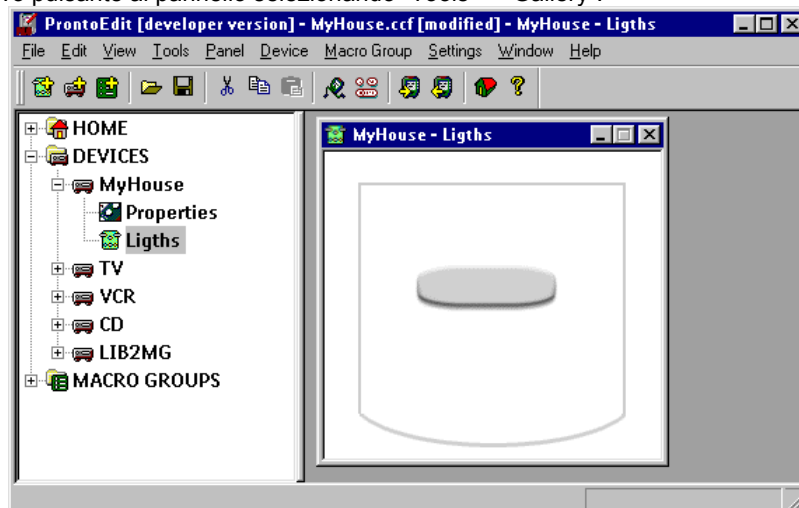 ProntoEdit [developer version] - MyHouse.ccf [modified] - MyHouse - Ligths
File Edit View Tools Panel Device Macro Group Settings Window Help
HOME
DEVICES
MyHouse
Properties
Ligths
TV
VCR
CD
LIB2MG
MACRO GROUPS
MyHouse - Ligths